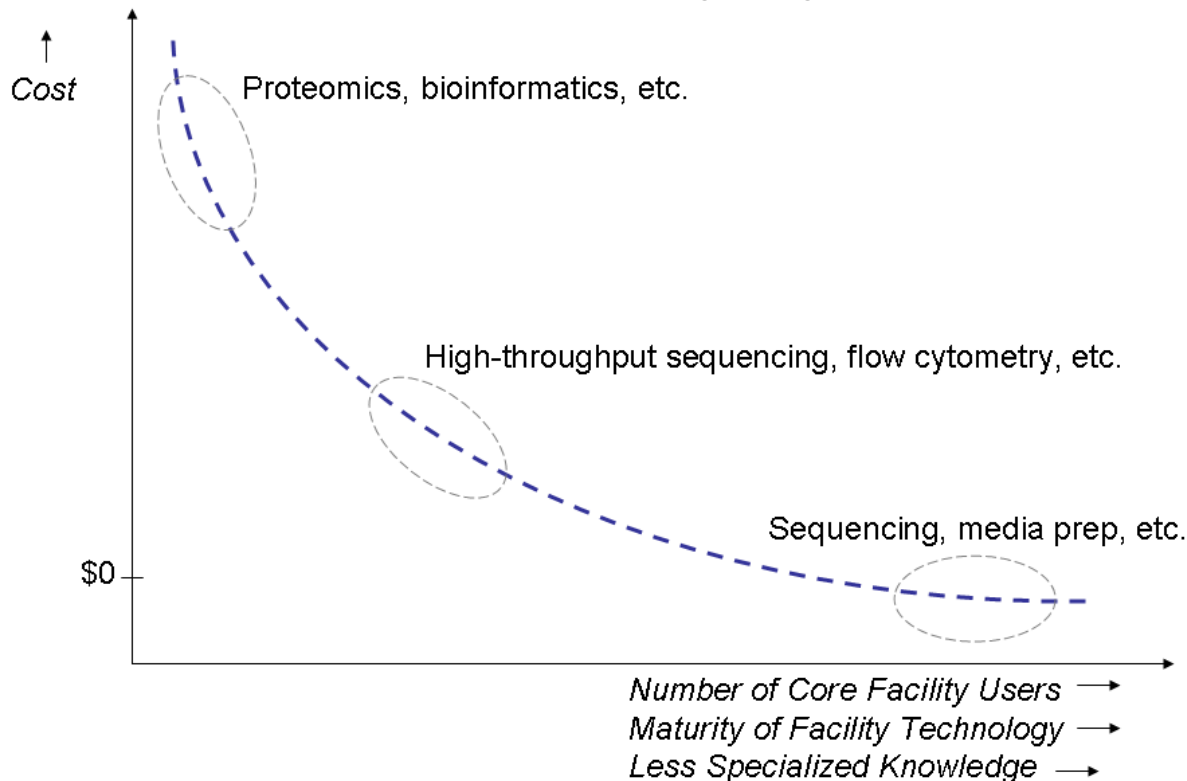 Cost
Proteomics, bioinformatics, etc.
High-throughput sequencing, flow cytometry, etc.
Sequencing, media prep, etc.
$0
Number of Core Facility Users
Maturity of Facility Technology
Less Specialized Knowledge